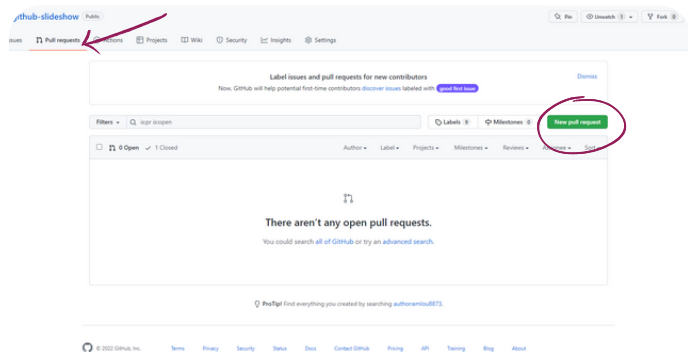 github-slideshow Public Pin Unwatch 1 Fork 0
Pull requests Actions Projects Wiki Security Insights Settings
Label issues and pull requests for new contributors Dismiss
Now, GitHub will help potential first-time contributors discover issues labeled with good first issue
Filters is:pr is:open Labels 9 Milestones 0 New pull request
0 Open 1 Closed Author Label Projects Milestones Reviews Assignee Sort
There aren't any open pull requests.
You could search all of GitHub or try an advanced search.
ProTip! Find everything you created by searching author:amlou8873.
© 2022 GitHub, Inc. Terms Privacy Security Status Docs Contact GitHub Pricing API Training Blog About